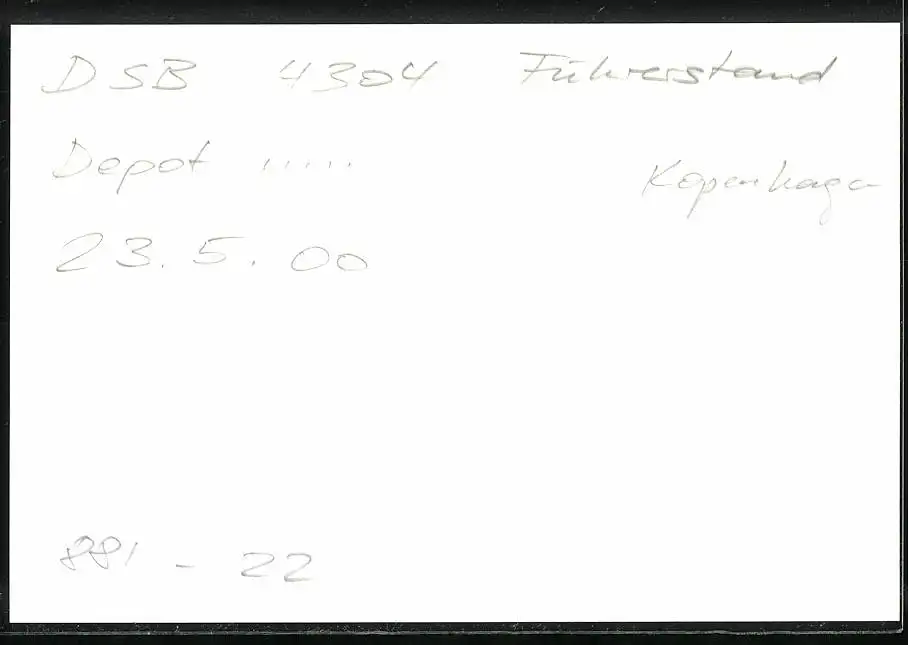 DSB 4304 Führerstand
Depot .....
Kopenhagen
23.5.00
881 - 22